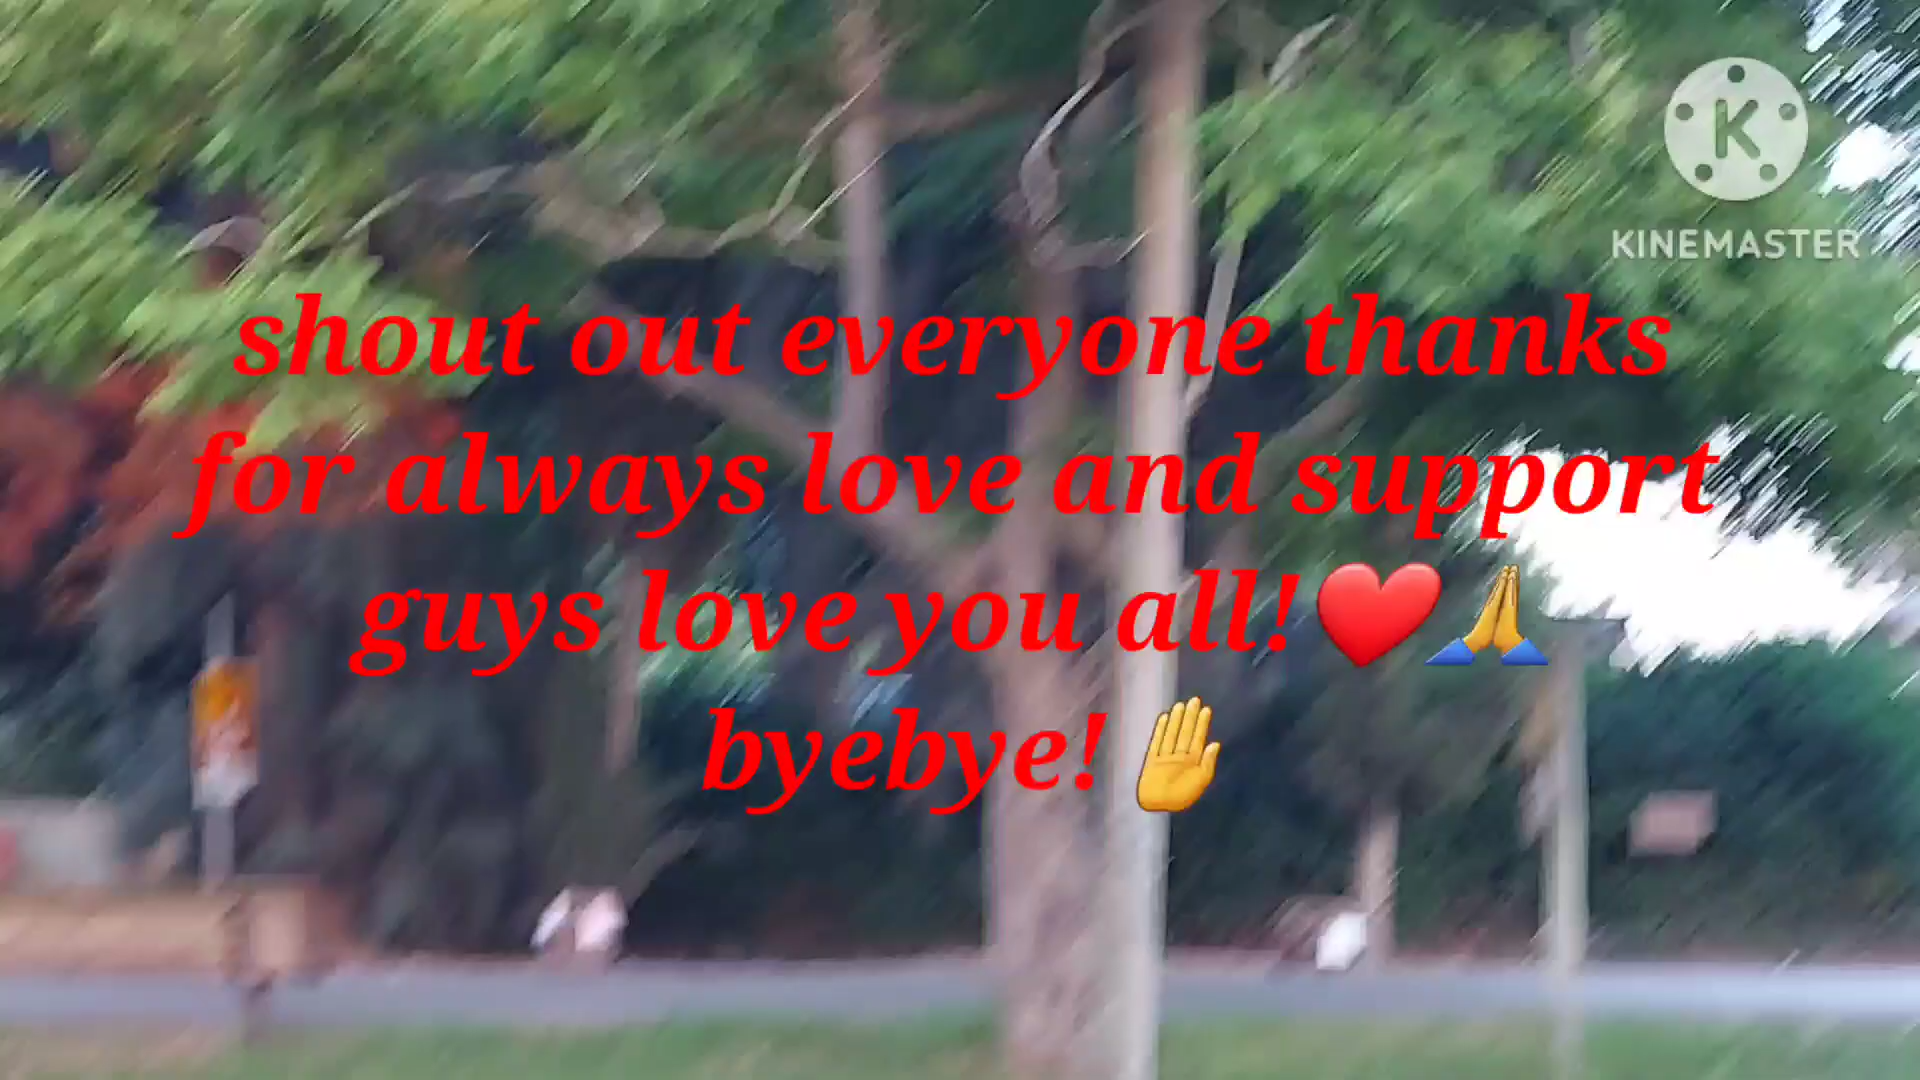 K
KINEMASTER
shout out everyone thanks
for always love and support
guys love you all!❤️🙏
byebye!🤚